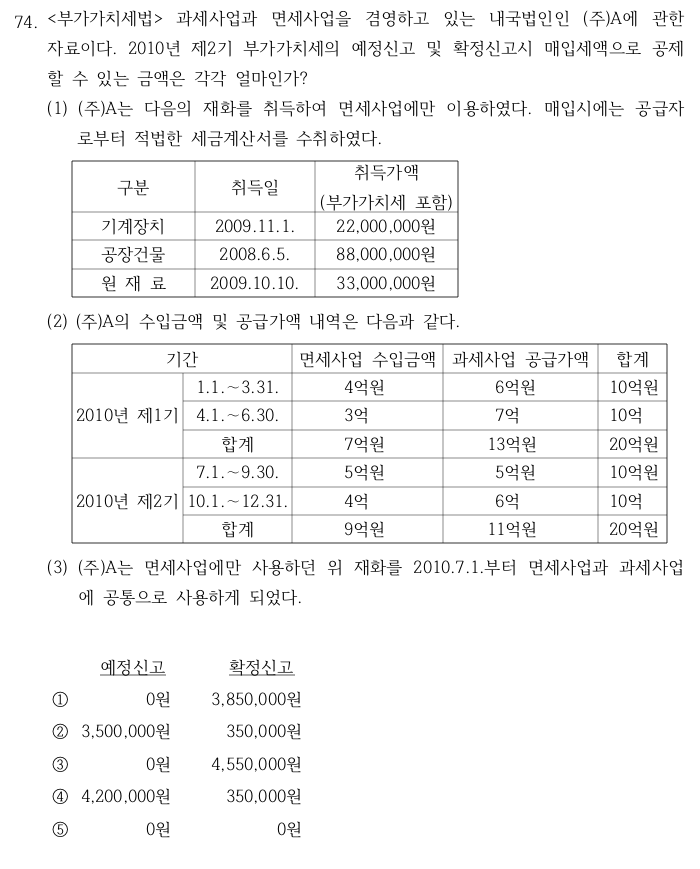 74. <부가가치세법> 과세사업과 면세사업을 겸영하고 있는 내국법인인 (주)A에 관한
자료이다. 2010년 제2기 부가가치세의 예정신고 및 확정신고시 매입세액으로 공제
할 수 있는 금액은 각각 얼마인가?
(1) (주)A는 다음의 재화를 취득하여 면세사업에만 이용하였다. 매입시에는 공급자
로부터 적법한 세금계산서를 수취하였다.
구분 취득일 취득가액
(부가가치세 포함)
기계장치 2009.11.1. 22,000,000원
공장건물 2008.6.5. 88,000,000원
원 재 료 2009.10.10. 33,000,000원
(2) (주)A의 수입금액 및 공급가액 내역은 다음과 같다.
기간 면세사업 수입금액 과세사업 공급가액 합계
1.1.～3.31. 4억원 6억원 10억원
2010년 제1기 4.1.～6.30. 3억 7억 10억
합계 7억원 13억원 20억원
7.1.～9.30. 5억원 5억원 10억원
2010년 제2기 10.1.～12.31. 4억 6억 10억
합계 9억원 11억원 20억원
(3) (주)A는 면세사업에만 사용하던 위 재화를 2010.7.1.부터 면세사업과 과세사업
에 공통으로 사용하게 되었다.
예정신고 확정신고
① 0원 3,850,000원
② 3,500,000원 350,000원
③ 0원 4,550,000원
④ 4,200,000원 350,000원
⑤ 0원 0원